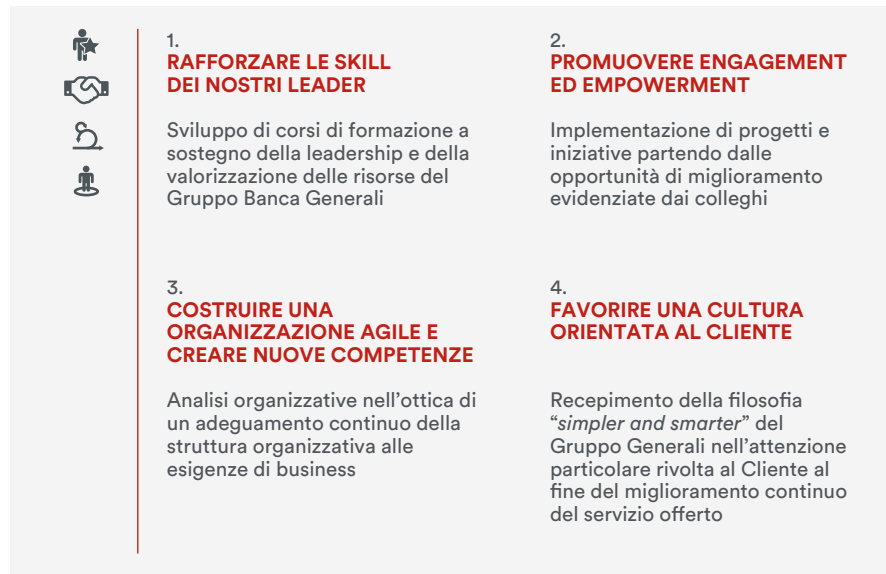 1.
RAFFORZARE LE SKILL
DEI NOSTRI LEADER
Sviluppo di corsi di formazione a
sostegno della leadership e della
valorizzazione delle risorse del
Gruppo Banca Generali
2.
PROMUOVERE ENGAGEMENT
ED EMPOWERMENT
Implementazione di progetti e
iniziative partendo dalle
opportunità di miglioramento
evidenziate dai colleghi
3.
COSTRUIRE UNA
ORGANIZZAZIONE AGILE E
CREARE NUOVE COMPETENZE
Analisi organizzative nell’ottica di
un adeguamento continuo della
struttura organizzativa alle
esigenze di business
4.
FAVORIRE UNA CULTURA
ORIENTATA AL CLIENTE
Recepimento della filosofia
“simpler and smarter” del
Gruppo Generali nell’attenzione
particolare rivolta al Cliente al
fine del miglioramento continuo
del servizio offerto